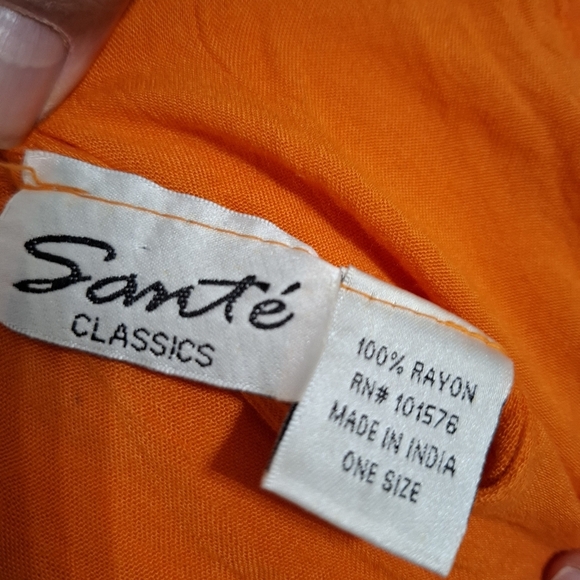 Santé
CLASSICS
100% RAYON
RN# 101576
MADE IN INDIA
ONE SIZE